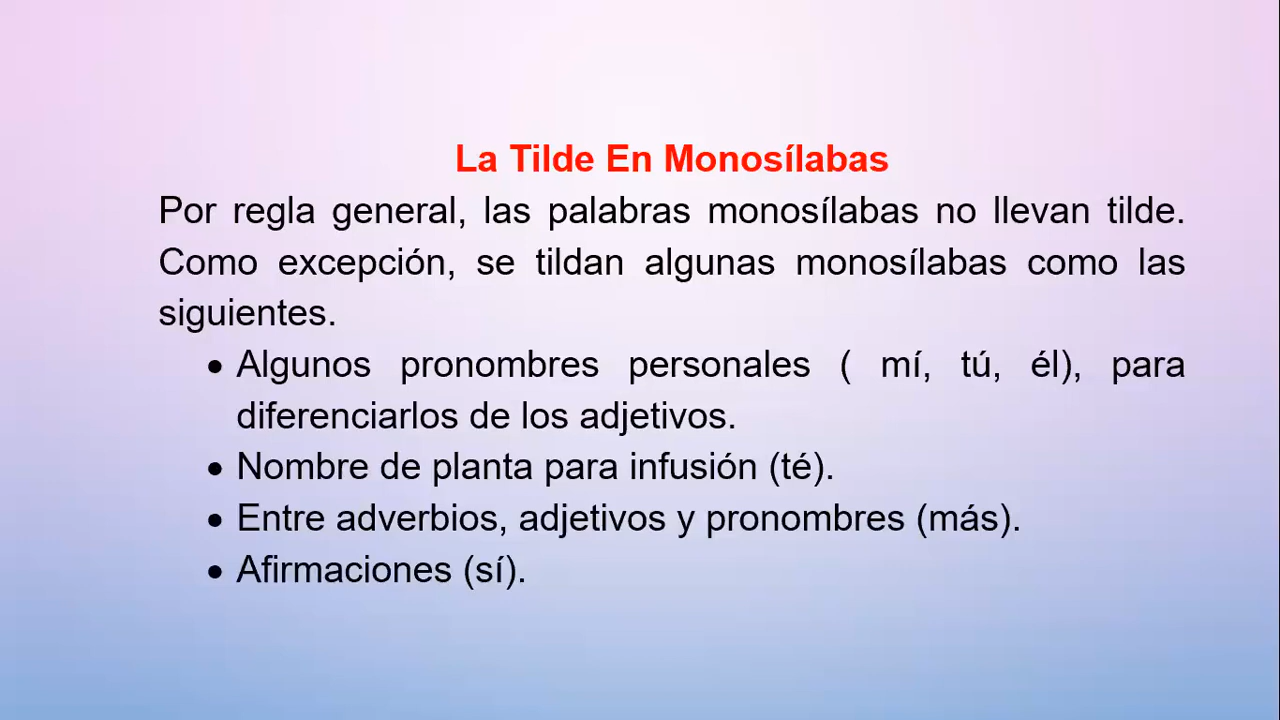 La Tilde En Monosílabas
Por regla general, las palabras monosílabas no llevan tilde.
Como excepción, se tildan algunas monosílabas como las
siguientes.
• Algunos pronombres personales ( mí, tú, él), para
diferenciarlos de los adjetivos.
• Nombre de planta para infusión (té).
• Entre adverbios, adjetivos y pronombres (más).
• Afirmaciones (sí).